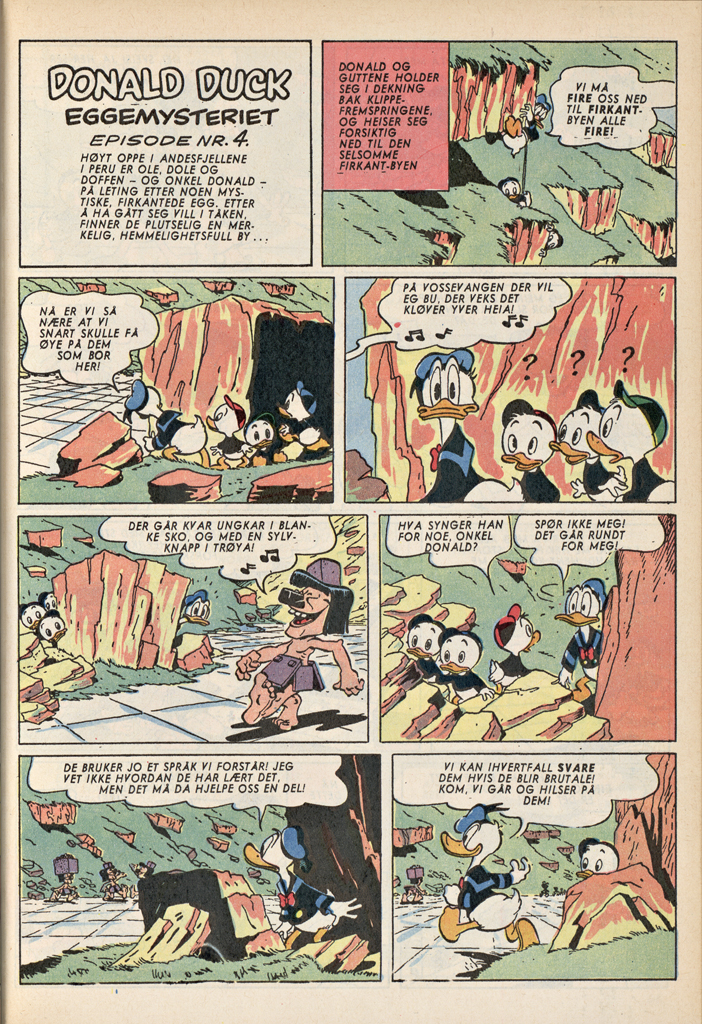 DONALD DUCK
EGGEMYSTERIET
EPISODE NR. 4.
HØYT OPPE I ANDESFJELLENE
I PERU ER OLE, DOLE OG
DOFFEN - OG ONKEL DONALD -
PÅ LETING ETTER NOEN MYS-
TISKE, FIRKANTEDE EGG. ETTER
Å HA GÅTT SEG VILL I TÅKEN,
FINNER DE PLUTSELIG EN MER-
KELIG, HEMMELIGHETSFULL BY...
DONALD OG
GUTTENE HOLDER
SEG I DEKNING
BAK KLIPPE-
FREMSPRINGENE,
OG HEISER SEG
FORSIKTIG
NED TIL DEN
SELSOMME
FIRKANT-BYEN
VI MÅ
FIRE OSS NED
TIL FIRKANT-
BYEN ALLE
FIRE!
NÅ ER VI SÅ
NÆRE AT VI
SNART SKULLE FÅ
ØYE PÅ DEM
SOM BOR
HER!
PÅ VOSSEVANGEN DER VIL
EG BU, DER VEKS DET
KLØVER YVER HEIA!
? ? ?
DER GÅR KVAR UNGKAR I BLAN-
KE SKO, OG MED EN SYLV-
KNAPP I TRØYA!
HVA SYNGER HAN
FOR NOE, ONKEL
DONALD?
SPØR IKKE MEG!
DET GÅR RUNDT
FOR MEG!
DE BRUKER JO ET SPRÅK VI FORSTÅR! JEG
VET IKKE HVORDAN DE HAR LÆRT DET,
MEN DET MÅ DA HJELPE OSS EN DEL!
VI KAN IHVERTFALL SVARE
DEM HVIS DE BLIR BRUTALE!
KOM, VI GÅR OG HILSER PÅ
DEM!